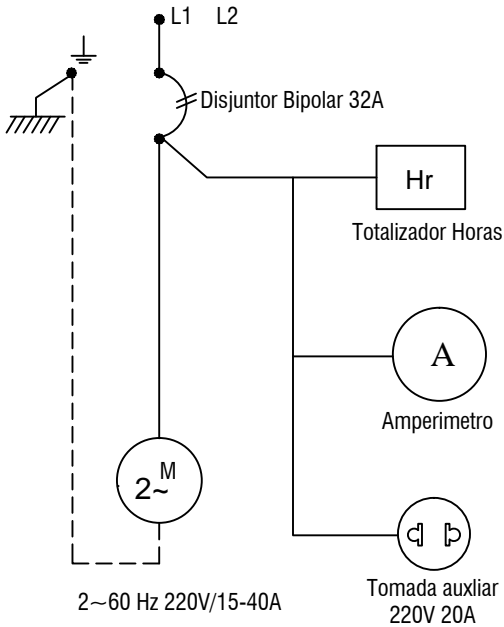 L1 L2
Disjuntor Bipolar 32A
Hr
Totalizador Horas
A
Amperimetro
M
2~
2~60 Hz 220V/15-40A
Tomada auxliar
220V 20A